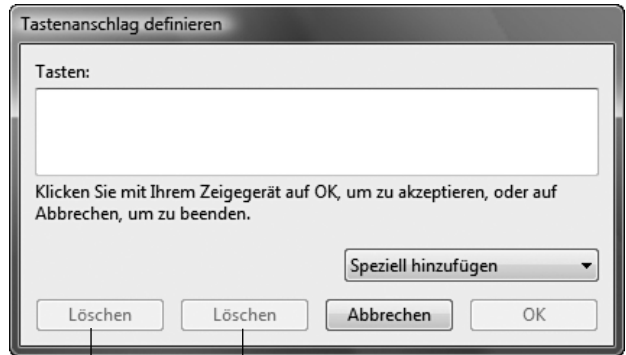 Tastenanschlag definieren
Tasten:
Klicken Sie mit Ihrem Zeigegerät auf OK, um zu akzeptieren, oder auf
Abbrechen, um zu beenden.
Speziell hinzufügen
Löschen Löschen Abbrechen OK